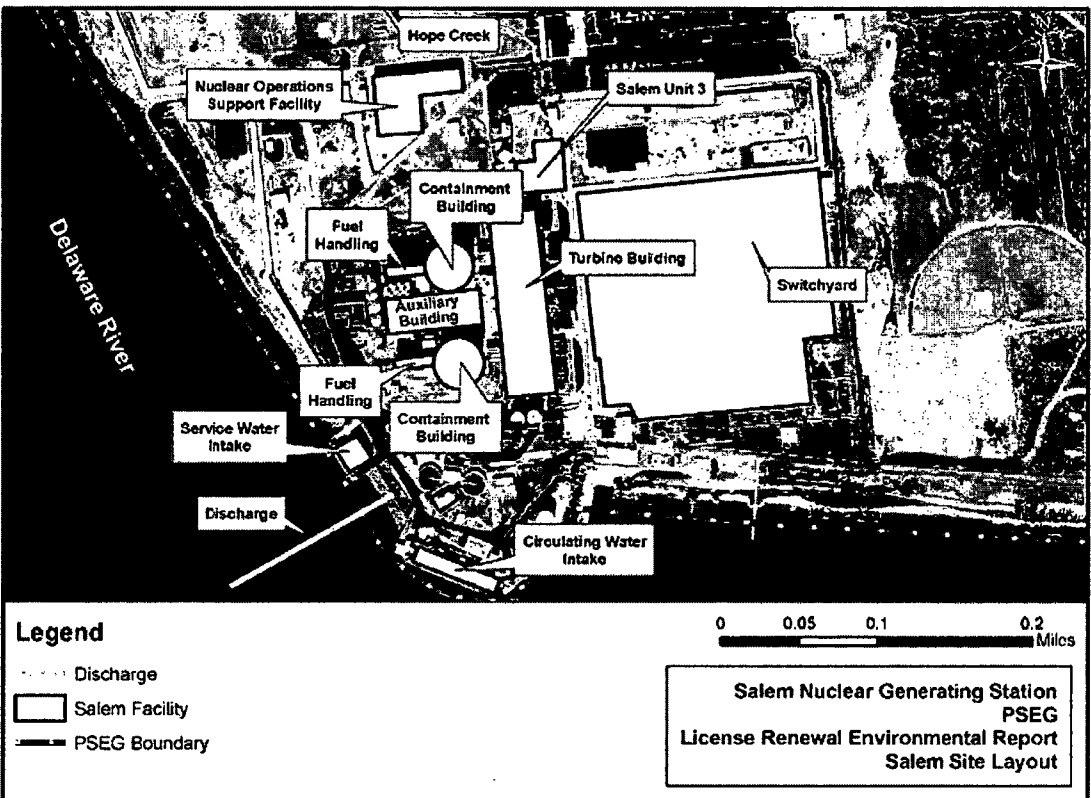 Hope Creek
Nuclear Operations
Support Facility
Salem Unit 3
Containment
Building
Fuel
Handling
Turbino Building
Switchyard
Auxiliary
Building
Delaware River
Fuel
Handling
Containment
Building
Service Water
Intake
Discharge
Circulating Water
Intake
Legend
Discharge
Salem Facility
PSEG Boundary
0 0.05 0.1 0.2
Miles
Salem Nuclear Generating Station
PSEG
License Renewal Environmental Report
Salem Site Layout